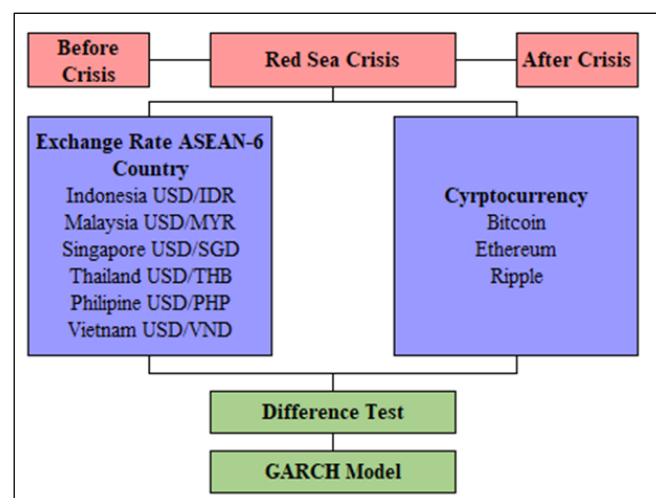 Before
Crisis
Red Sea Crisis
After Crisis
Exchange Rate ASEAN-6
Country
Indonesia USD/IDR
Malaysia USD/MYR
Singapore USD/SGD
Thailand USD/THB
Philipine USD/PHP
Vietnam USD/VND
Cyrptocurrency
Bitcoin
Ethereum
Ripple
Difference Test
GARCH Model